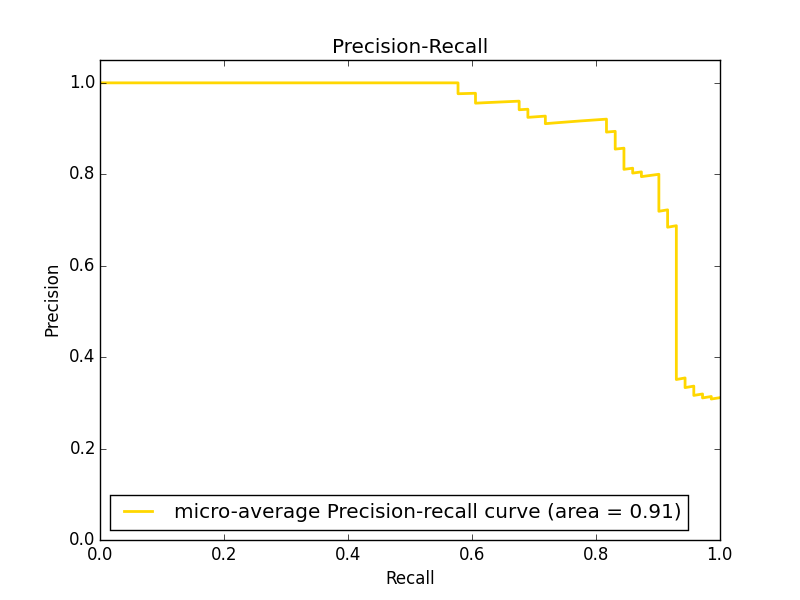 Precision-Recall
1.0
0.8
0.6
0.4
0.2
0.0
Precision
micro-average Precision-recall curve (area = 0.91)
0.0 0.2 0.4 0.6 0.8 1.0
Recall